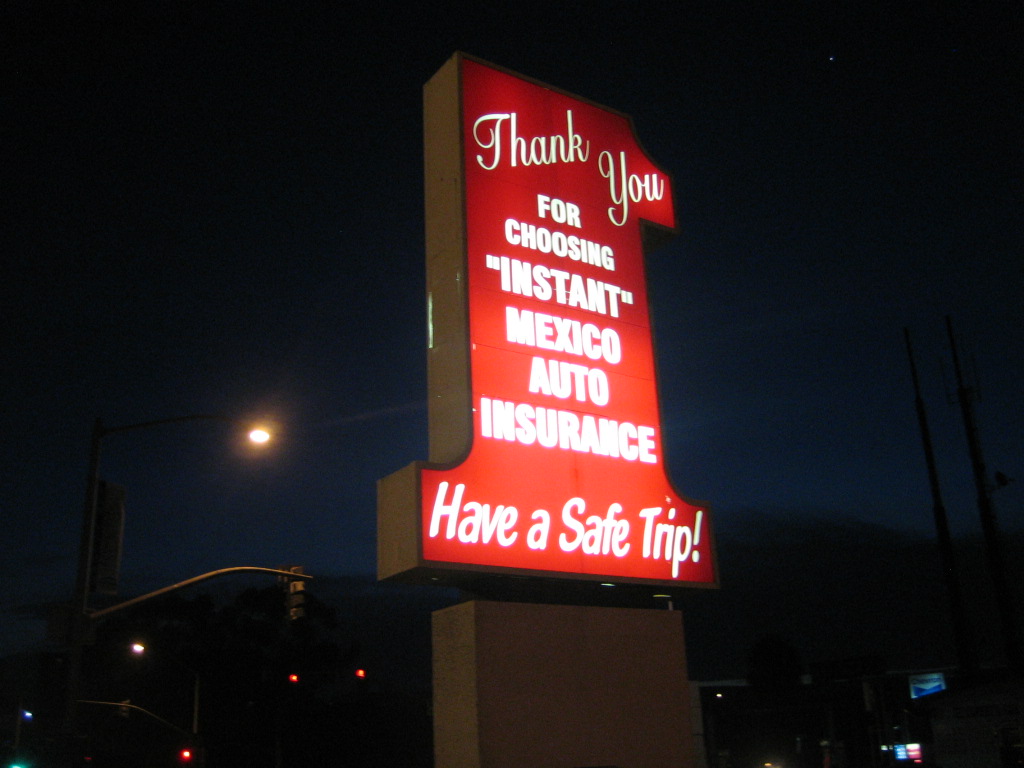 Thank You
FOR
CHOOSING
"INSTANT"
MEXICO
AUTO
INSURANCE
Have a Safe Trip!